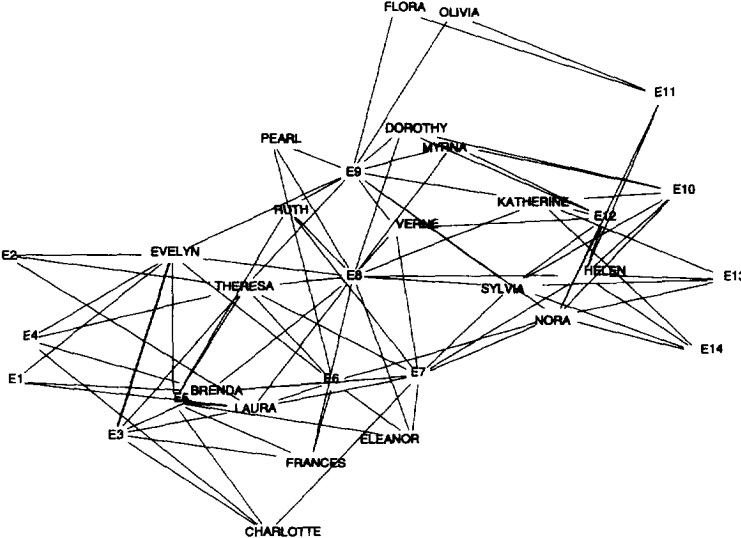 FLORA
OLIVIA
E11
DOROTHY
PEARL
MYRNA
E9
E10
KATHERINE
RUTH
E12
VERNE
E2
EVELYN
HELEN
E8
E13
THERESA
SYLVIA
NORA
E4
E14
E7
E1
E6
BRENDA
E5
LAURA
E3
ELEANOR
FRANCES
CHARLOTTE